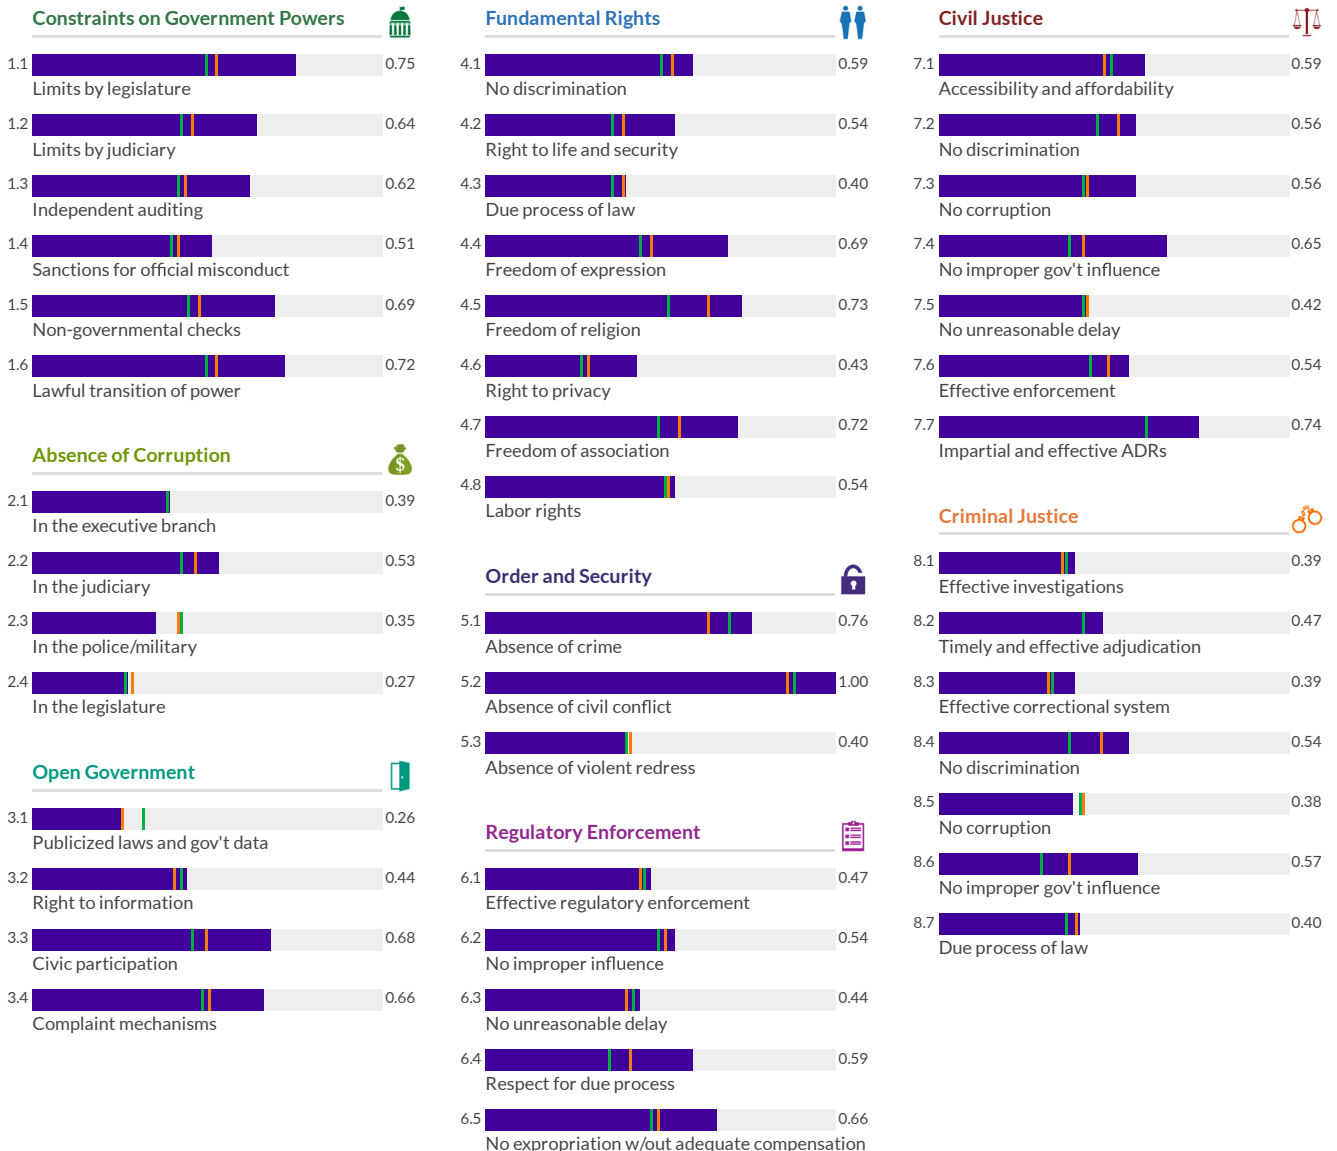 Constraints on Government Powers
1.1 0.75
Limits by legislature
1.2 0.64
Limits by judiciary
1.3 0.62
Independent auditing
1.4 0.51
Sanctions for official misconduct
1.5 0.69
Non-governmental checks
1.6 0.72
Lawful transition of power
Absence of Corruption
$
2.1 0.39
In the executive branch
2.2 0.53
In the judiciary
2.3 0.35
In the police/military
2.4 0.27
In the legislature
Open Government
3.1 0.26
Publicized laws and gov't data
3.2 0.44
Right to information
3.3 0.68
Civic participation
3.4 0.66
Complaint mechanisms
Fundamental Rights
4.1 0.59
No discrimination
4.2 0.54
Right to life and security
4.3 0.40
Due process of law
4.4 0.69
Freedom of expression
4.5 0.73
Freedom of religion
4.6 0.43
Right to privacy
4.7 0.72
Freedom of association
4.8 0.54
Labor rights
Order and Security
5.1 0.76
Absence of crime
5.2 1.00
Absence of civil conflict
5.3 0.40
Absence of violent redress
Regulatory Enforcement
6.1 0.47
Effective regulatory enforcement
6.2 0.54
No improper influence
6.3 0.44
No unreasonable delay
6.4 0.59
Respect for due process
6.5 0.66
No expropriation w/out adequate compensation
Civil Justice
7.1 0.59
Accessibility and affordability
7.2 0.56
No discrimination
7.3 0.56
No corruption
7.4 0.65
No improper gov't influence
7.5 0.42
No unreasonable delay
7.6 0.54
Effective enforcement
7.7 0.74
Impartial and effective ADRs
Criminal Justice
8.1 0.39
Effective investigations
8.2 0.47
Timely and effective adjudication
8.3 0.39
Effective correctional system
8.4 0.54
No discrimination
8.5 0.38
No corruption
8.6 0.57
No improper gov't influence
8.7 0.40
Due process of law